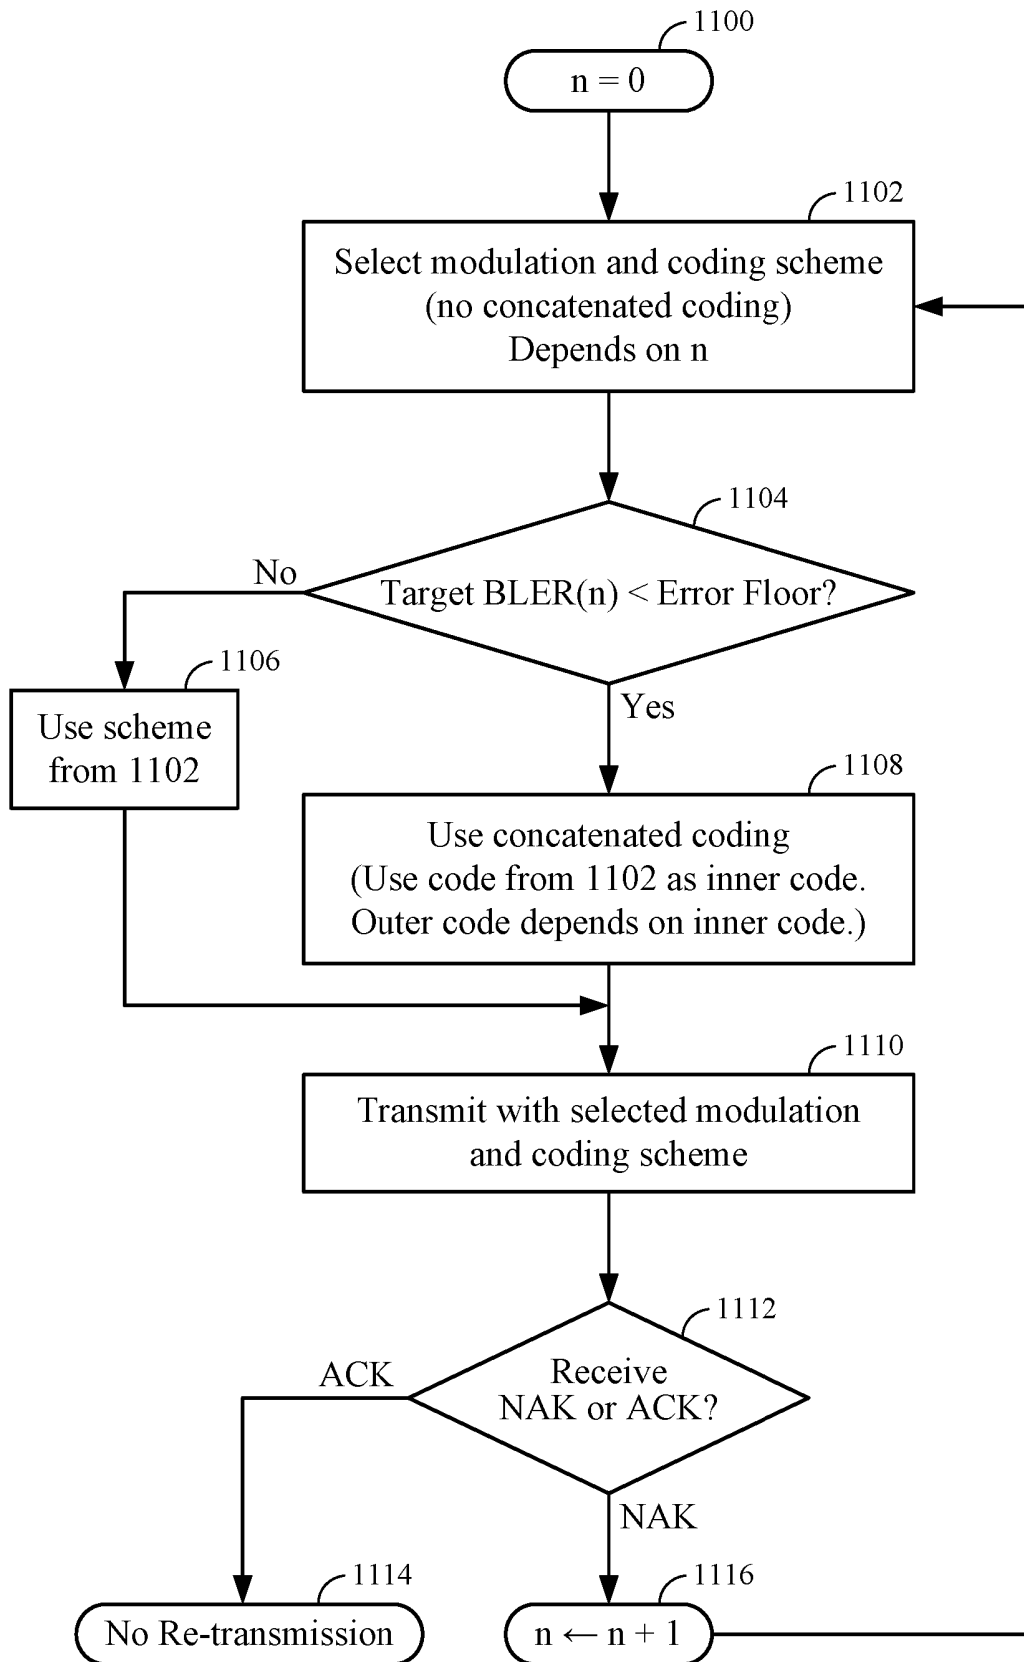 1100
n = 0
1102
Select modulation and coding scheme
(no concatenated coding)
Depends on n
1104
Target BLER(n) < Error Floor?
No
Yes
1106
Use scheme
from 1102
1108
Use concatenated coding
(Use code from 1102 as inner code.
Outer code depends on inner code.)
1110
Transmit with selected modulation
and coding scheme
1112
Receive
NAK or ACK?
ACK
NAK
1114
No Re-transmission
1116
n ← n + 1